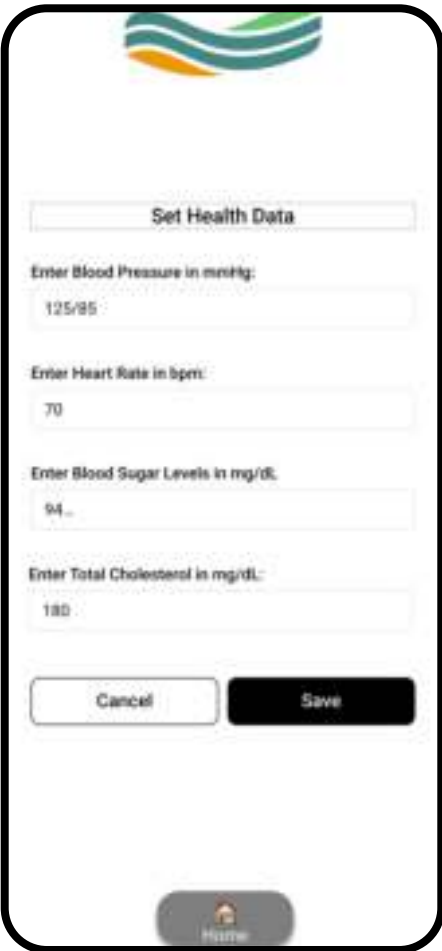 Set Health Data
Enter Blood Pressure in mmHg:
125/85
Enter Heart Rate in bpm:
70
Enter Blood Sugar Levels in mg/dL
94..
Enter Total Cholesterol in mg/dL:
180
Cancel
Save
Home